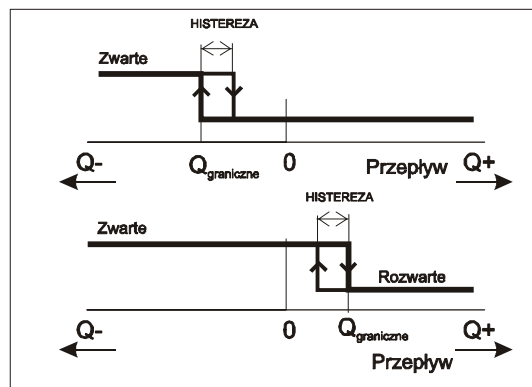 HISTEREZA
Zwarte
Q- Qgraniczne 0 Przepływ Q+
HISTEREZA
Zwarte
Rozwarte
Q- 0 Qgraniczne Q+
Przepływ